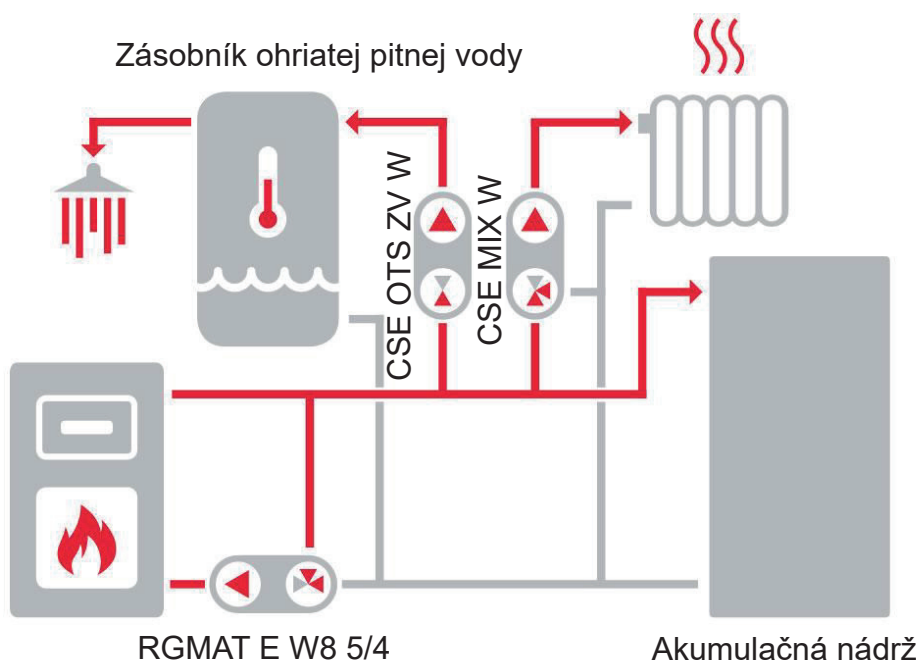 Zásobník ohriatej pitnej vody
CSE OTS ZV W
CSE MIX W
RGMAT E W8 5/4
Akumulačná nádrž